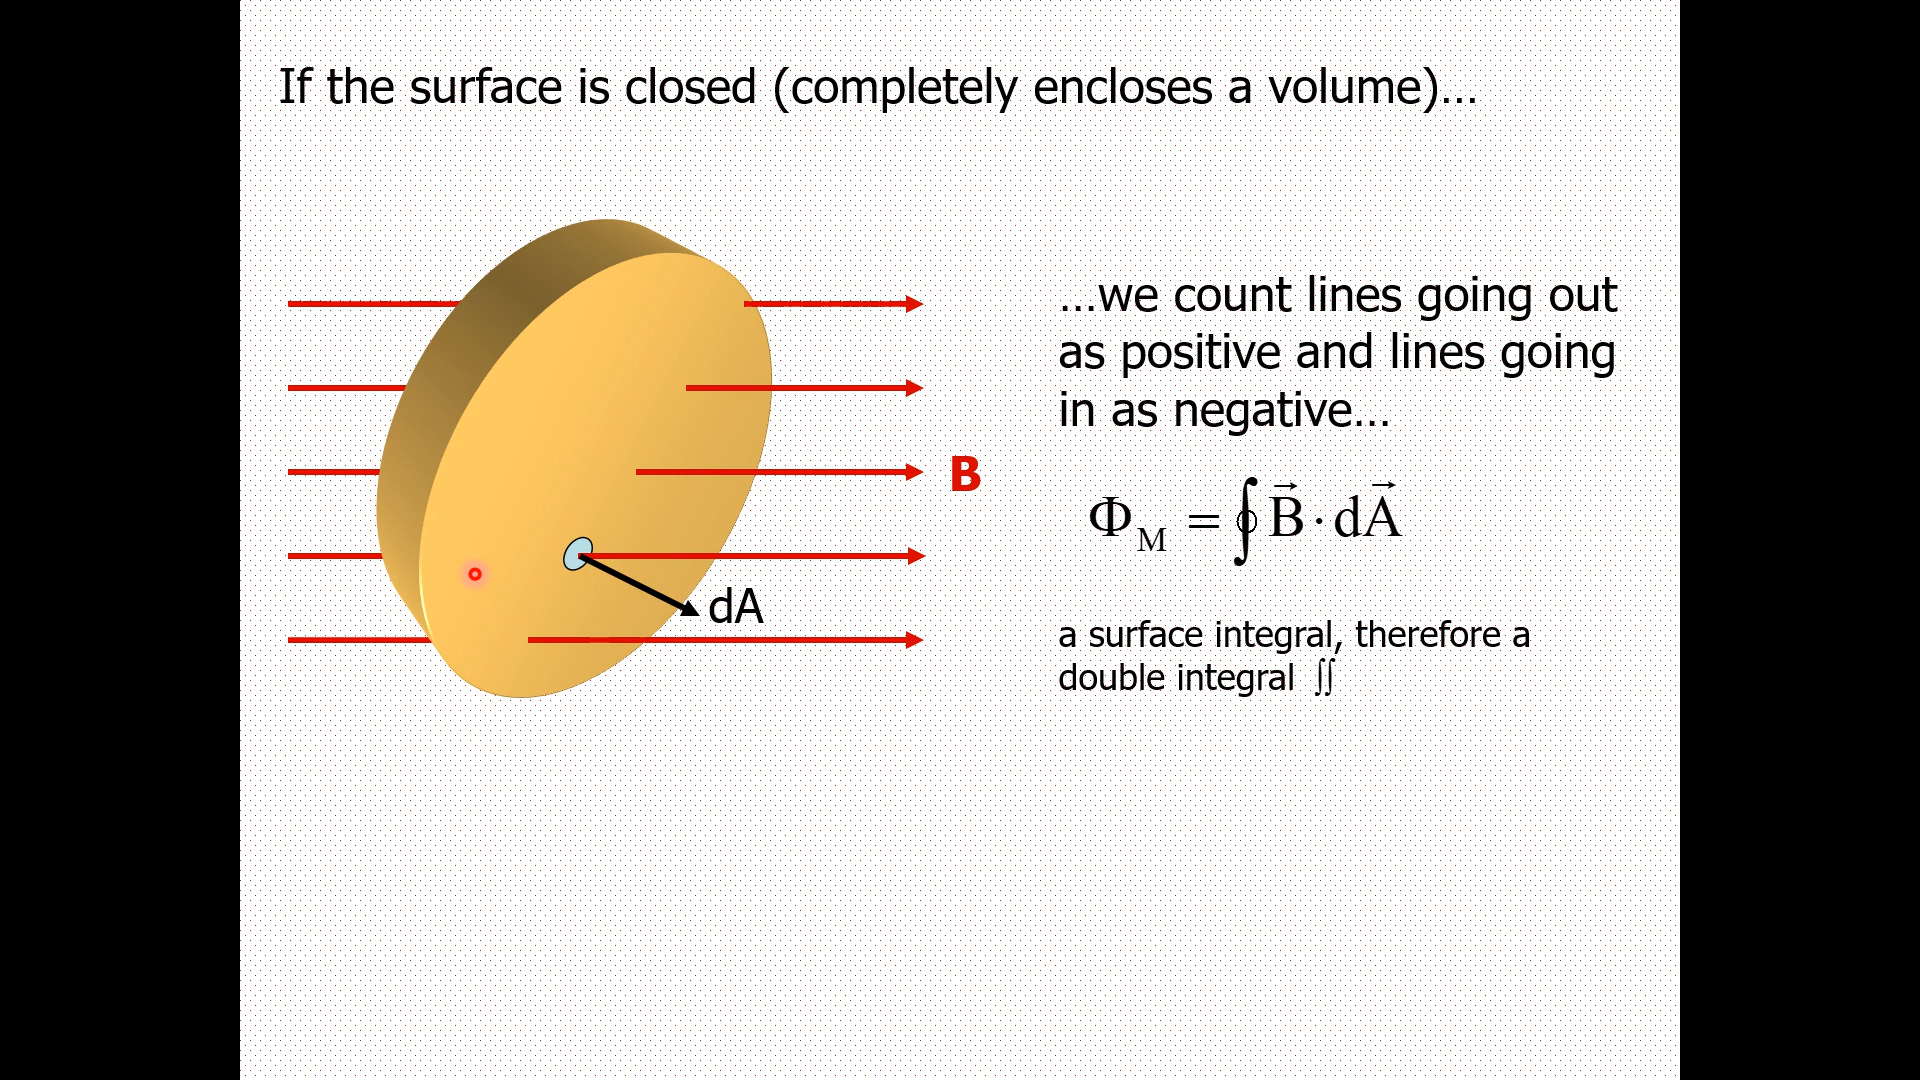 If the surface is closed (completely encloses a volume)…
…we count lines going out
as positive and lines going
in as negative…
B
Φ_M = ∮ B⃗ · dA⃗
dA
a surface integral, therefore a
double integral ∬